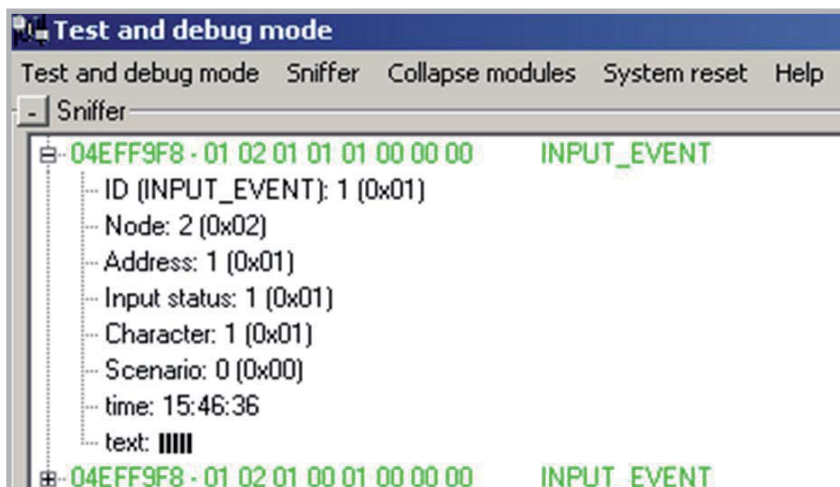 Test and debug mode
Test and debug mode Sniffer Collapse modules System reset Help
- Sniffer
04EFF9F8 - 01 02 01 01 01 00 00 00 INPUT_EVENT
ID (INPUT_EVENT): 1 (0x01)
Node: 2 (0x02)
Address: 1 (0x01)
Input status: 1 (0x01)
Character: 1 (0x01)
Scenario: 0 (0x00)
time: 15:46:36
text:
04EFF9F8 - 01 02 01 00 01 00 00 00 INPUT_EVENT